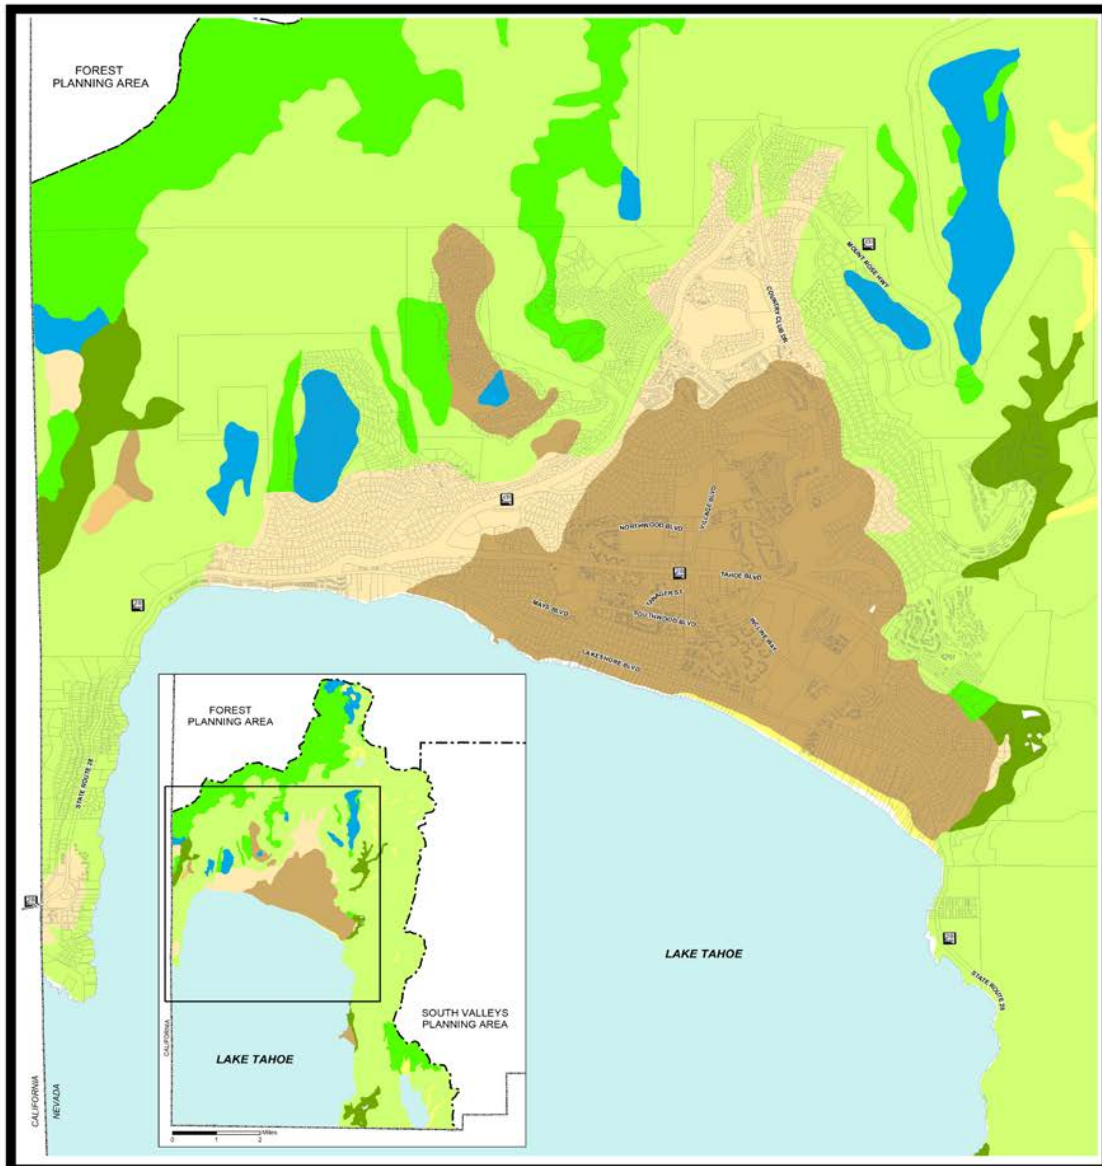 FOREST
PLANNING AREA
MOUNT ROSE HWY
COUNTRY CLUB DR
VILLAGE BLVD
NORTHWOOD BLVD
TAHOE BLVD
TANAGER ST
MAYS BLVD
SOUTHWOOD BLVD
INCLINE WAY
LAKESHORE BLVD
STATE ROUTE 28
LAKE TAHOE
STATE ROUTE 28
CALIFORNIA
NEVADA
FOREST
PLANNING AREA
SOUTH VALLEYS
PLANNING AREA
CALIFORNIA
LAKE TAHOE
0 1 2 Miles